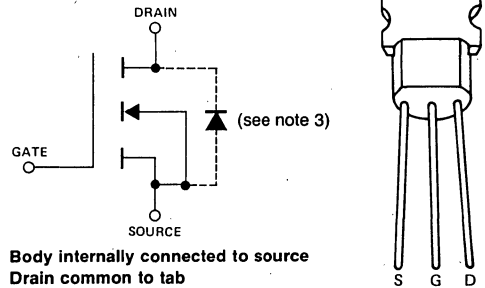 DRAIN
(see note 3)
GATE
SOURCE
Body internally connected to source
Drain common to tab
S G D